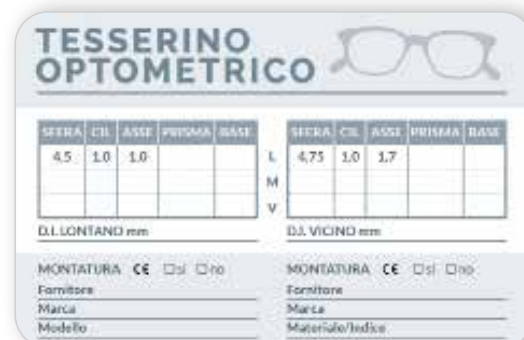 TESSERINO
OPTOMETRICO
SFERA CIL ASSE PRISMA BASE SFERA CIL ASSE PRISMA BASE
4,5 1.0 1.0 L 4,75 1,0 1,7
M
V
D.I. LONTANO mm D.I. VICINO mm
MONTATURA CE si no MONTATURA CE si no
Fornitore Fornitore
Marca Marca
Modello Materiale/Indice